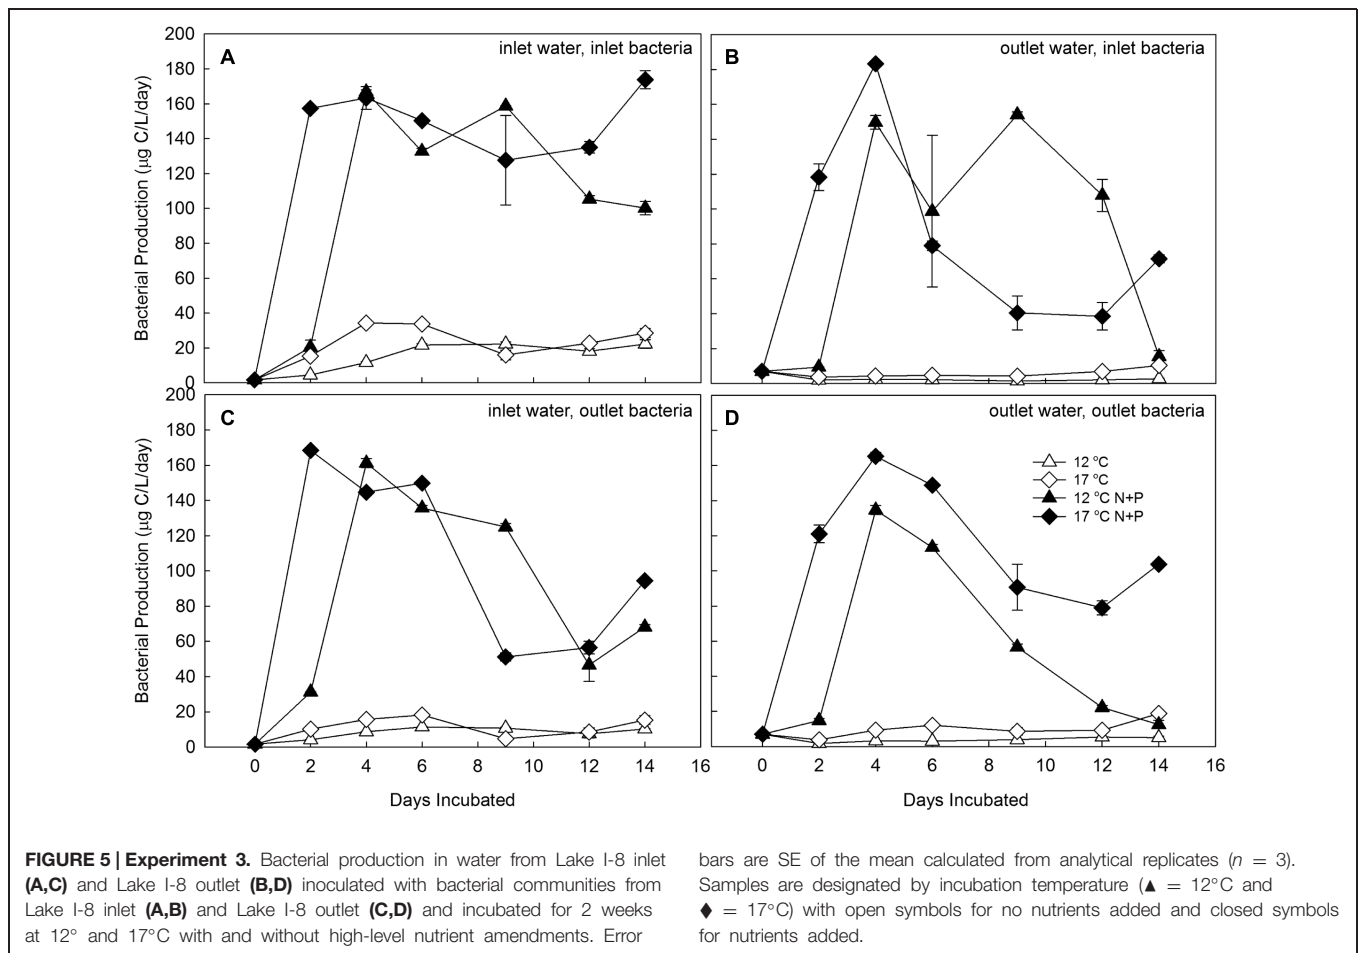 A
inlet water, inlet bacteria
200
180
160
140
120
100
80
60
40
20
0
Bacterial Production (µg C/L/day)
B
outlet water, inlet bacteria
C
inlet water, outlet bacteria
200
180
160
140
120
100
80
60
40
20
0
Bacterial Production (µg C/L/day)
0 2 4 6 8 10 12 14 16
Days Incubated
D
outlet water, outlet bacteria
12 ºC
17 ºC
12 ºC N+P
17 ºC N+P
0 2 4 6 8 10 12 14 16
Days Incubated
FIGURE 5 | Experiment 3. Bacterial production in water from Lake I-8 inlet
(A,C) and Lake I-8 outlet (B,D) inoculated with bacterial communities from
Lake I-8 inlet (A,B) and Lake I-8 outlet (C,D) and incubated for 2 weeks
at 12° and 17°C with and without high-level nutrient amendments. Error
bars are SE of the mean calculated from analytical replicates (n = 3).
Samples are designated by incubation temperature (▲ = 12°C and
♦ = 17°C) with open symbols for no nutrients added and closed symbols
for nutrients added.